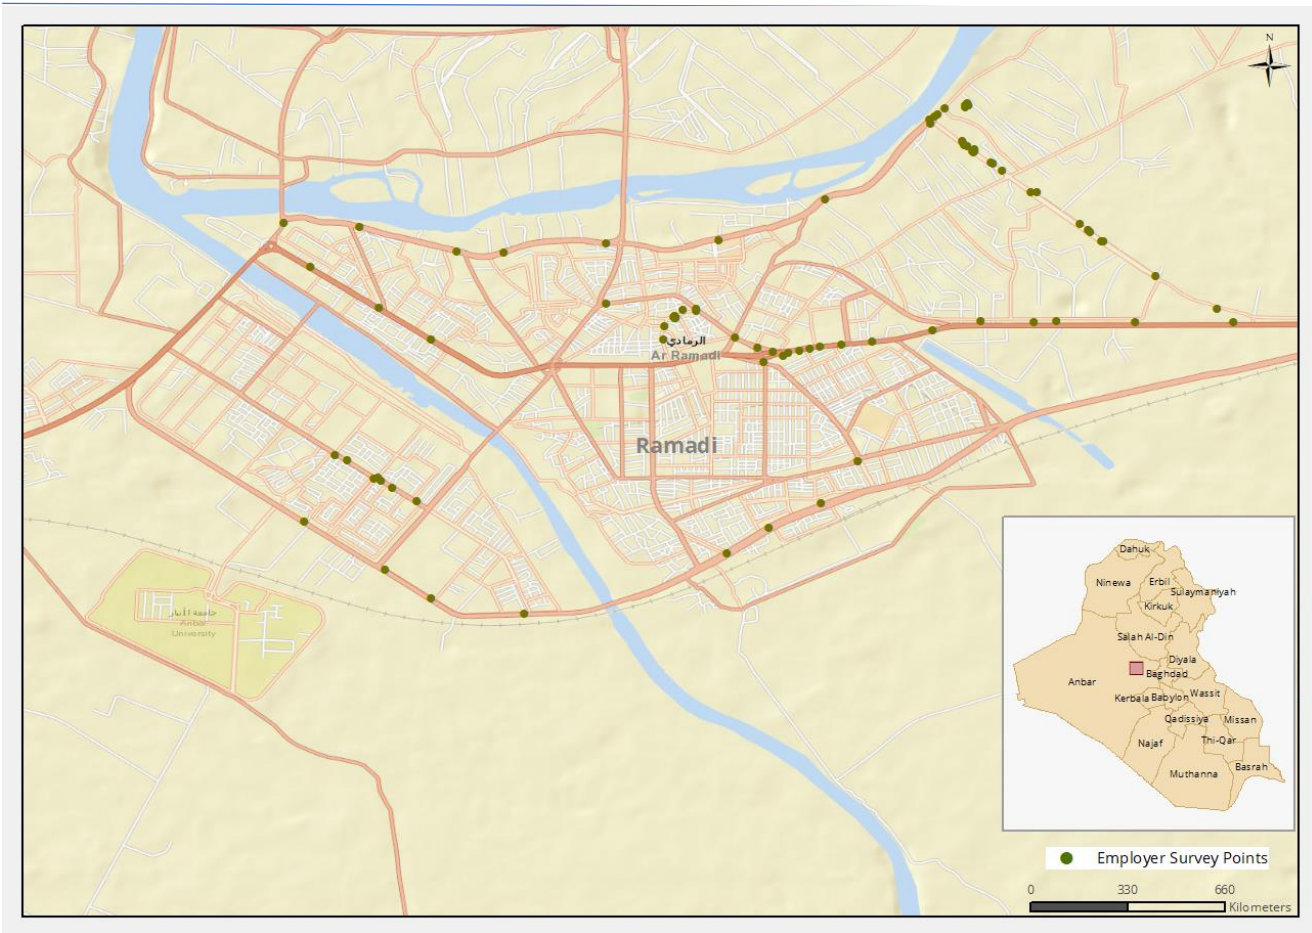 N
الرمادي
Ar Ramadi
Ramadi
جامعة الأنبار
Anbar
University
Dahuk
Ninewa
Erbil
Sulaymaniyah
Kirkuk
Salah Al-Din
Diyala
Baghdad
Anbar
Kerbala
Babylon
Wassit
Qadissiya
Missan
Najaf
Thi-Qar
Basrah
Muthanna
Employer Survey Points
0 330 660
Kilometers